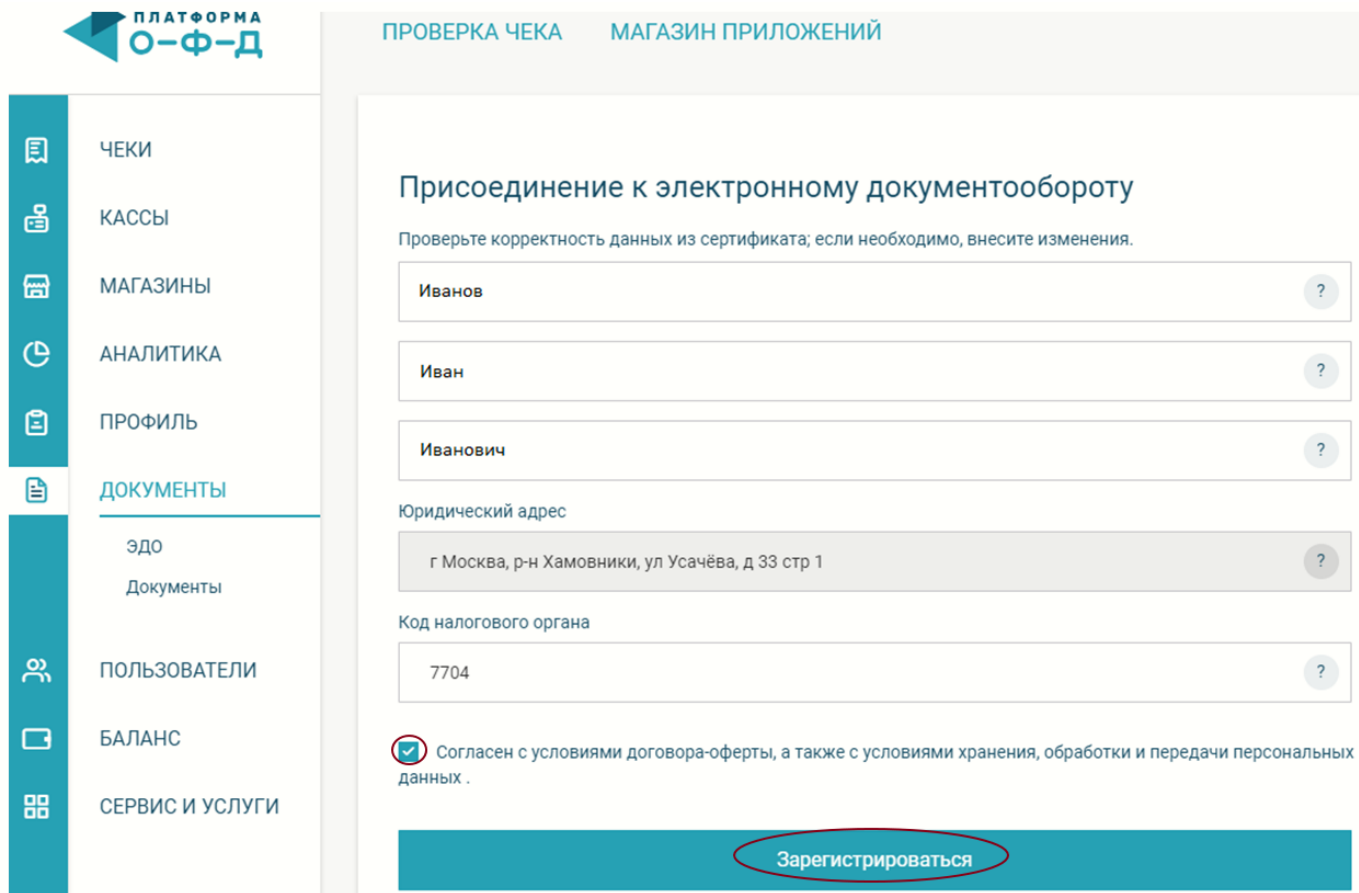 ПЛАТФОРМА
О-Ф-Д
ПРОВЕРКА ЧЕКА
МАГАЗИН ПРИЛОЖЕНИЙ
ЧЕКИ
КАССЫ
МАГАЗИНЫ
АНАЛИТИКА
ПРОФИЛЬ
ДОКУМЕНТЫ
ЭДО
Документы
ПОЛЬЗОВАТЕЛИ
БАЛАНС
СЕРВИС И УСЛУГИ
Присоединение к электронному документообороту
Проверьте корректность данных из сертификата; если необходимо, внесите изменения.
Иванов ?
Иван ?
Иванович ?
Юридический адрес
г Москва, р-н Хамовники, ул Усачёва, д 33 стр 1 ?
Код налогового органа
7704 ?
Согласен с условиями договора-оферты, а также с условиями хранения, обработки и передачи персональных
данных .
Зарегистрироваться